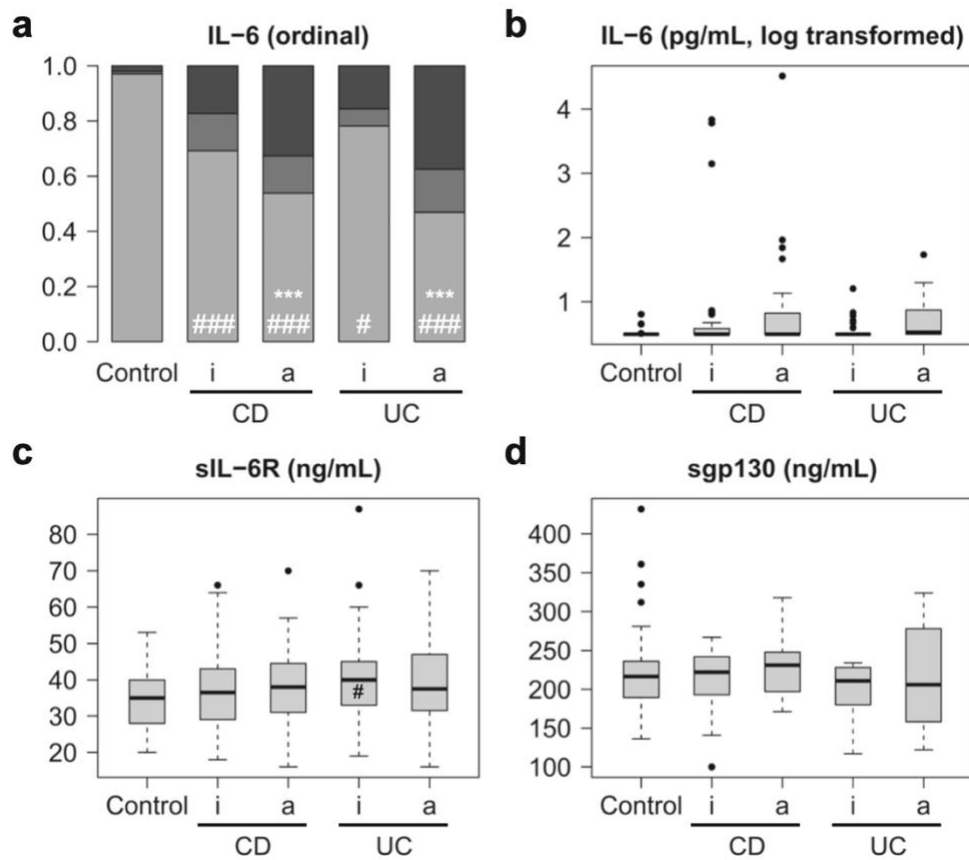 a
IL−6 (ordinal)
1.0
0.8
0.6
0.4
0.2
0.0
***
***
###
###
#
###
Control
i
a
i
a
CD
UC
b
IL−6 (pg/mL, log transformed)
4
3
2
1
Control
i
a
i
a
CD
UC
c
sIL−6R (ng/mL)
80
70
60
50
40
30
20
#
Control
i
a
i
a
CD
UC
d
sgp130 (ng/mL)
400
350
300
250
200
150
100
Control
i
a
i
a
CD
UC